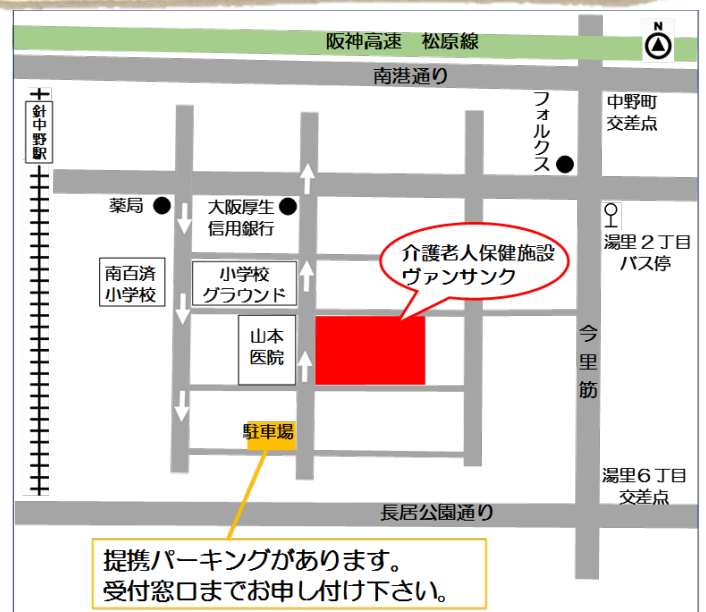 阪神高速 松原線
N
南港通り
針中野駅
フォルクス
中野町
交差点
薬局
大阪厚生
信用銀行
湯里2丁目
バス停
介護老人保健施設
ヴァンサンク
南百済
小学校
小学校
グラウンド
山本
医院
今里筋
駐車場
湯里6丁目
交差点
長居公園通り
提携パーキングがあります。
受付窓口までお申し付け下さい。